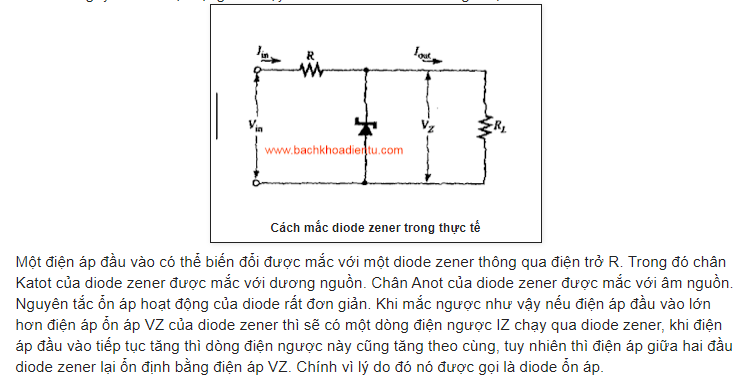 I in
R
I out
V in
V Z
R L
www.bachkhoadientu.com
Cách mắc diode zener trong thực tế
Một điện áp đầu vào có thể biến đổi được mắc với một diode zener thông qua điện trở R. Trong đó chân
Katot của diode zener được mắc với dương nguồn. Chân Anot của diode zener được mắc với âm nguồn.
Nguyên tắc ổn áp hoạt động của diode rất đơn giản. Khi mắc ngược như vậy nếu điện áp đầu vào lớn
hơn điện áp ổn áp VZ của diode zener thì sẽ có một dòng điện ngược IZ chạy qua diode zener, khi điện
áp đầu vào tiếp tục tăng thì dòng điện ngược này cũng tăng theo cùng, tuy nhiên thì điện áp giữa hai đầu
diode zener lại ổn định bằng điện áp VZ. Chính vì lý do đó nó được gọi là diode ổn áp.